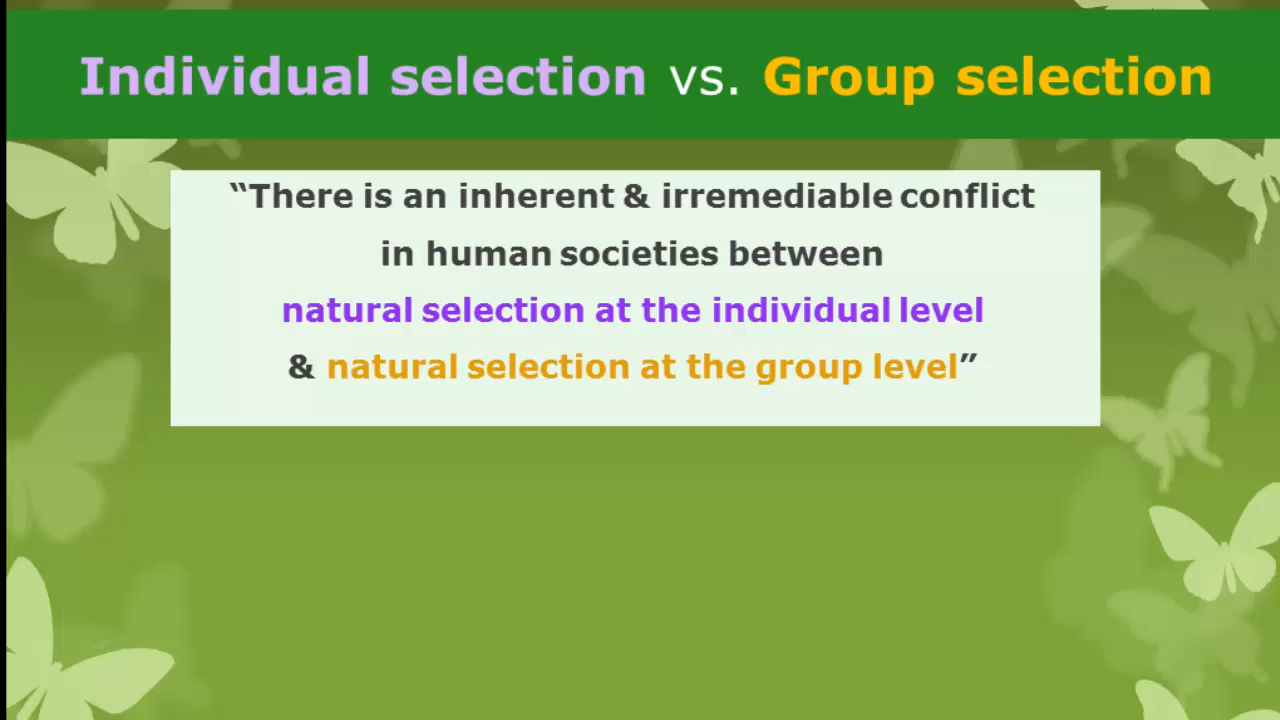 Individual selection vs. Group selection
“There is an inherent & irremediable conflict
in human societies between
natural selection at the individual level
& natural selection at the group level”